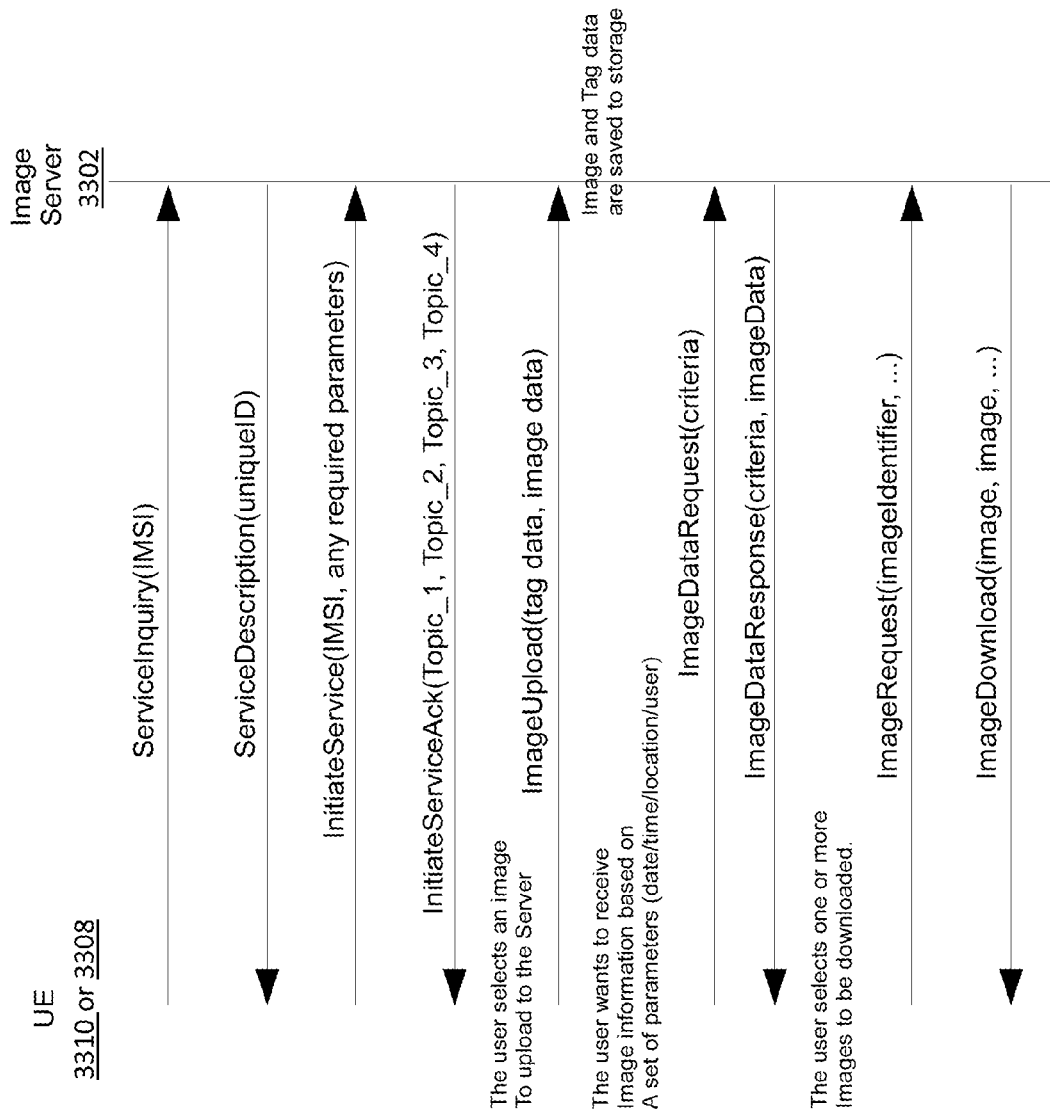 UE
3310 or 3308
Image
Server
3302
ServiceInquiry(IMSI)
ServiceDescription(uniqueID)
InitiateService(IMSI, any required parameters)
InitiateServiceAck(Topic_1, Topic_2, Topic_3, Topic_4)
The user selects an image
To upload to the Server
ImageUpload(tag data, image data)
Image and Tag data
are saved to storage
The user wants to receive
Image information based on
A set of parameters (date/time/location/user)
ImageDataRequest(criteria)
ImageDataResponse(criteria, imageData)
The user selects one or more
Images to be downloaded.
ImageRequest(imageIdentifier, ...)
ImageDownload(image, image, ...)